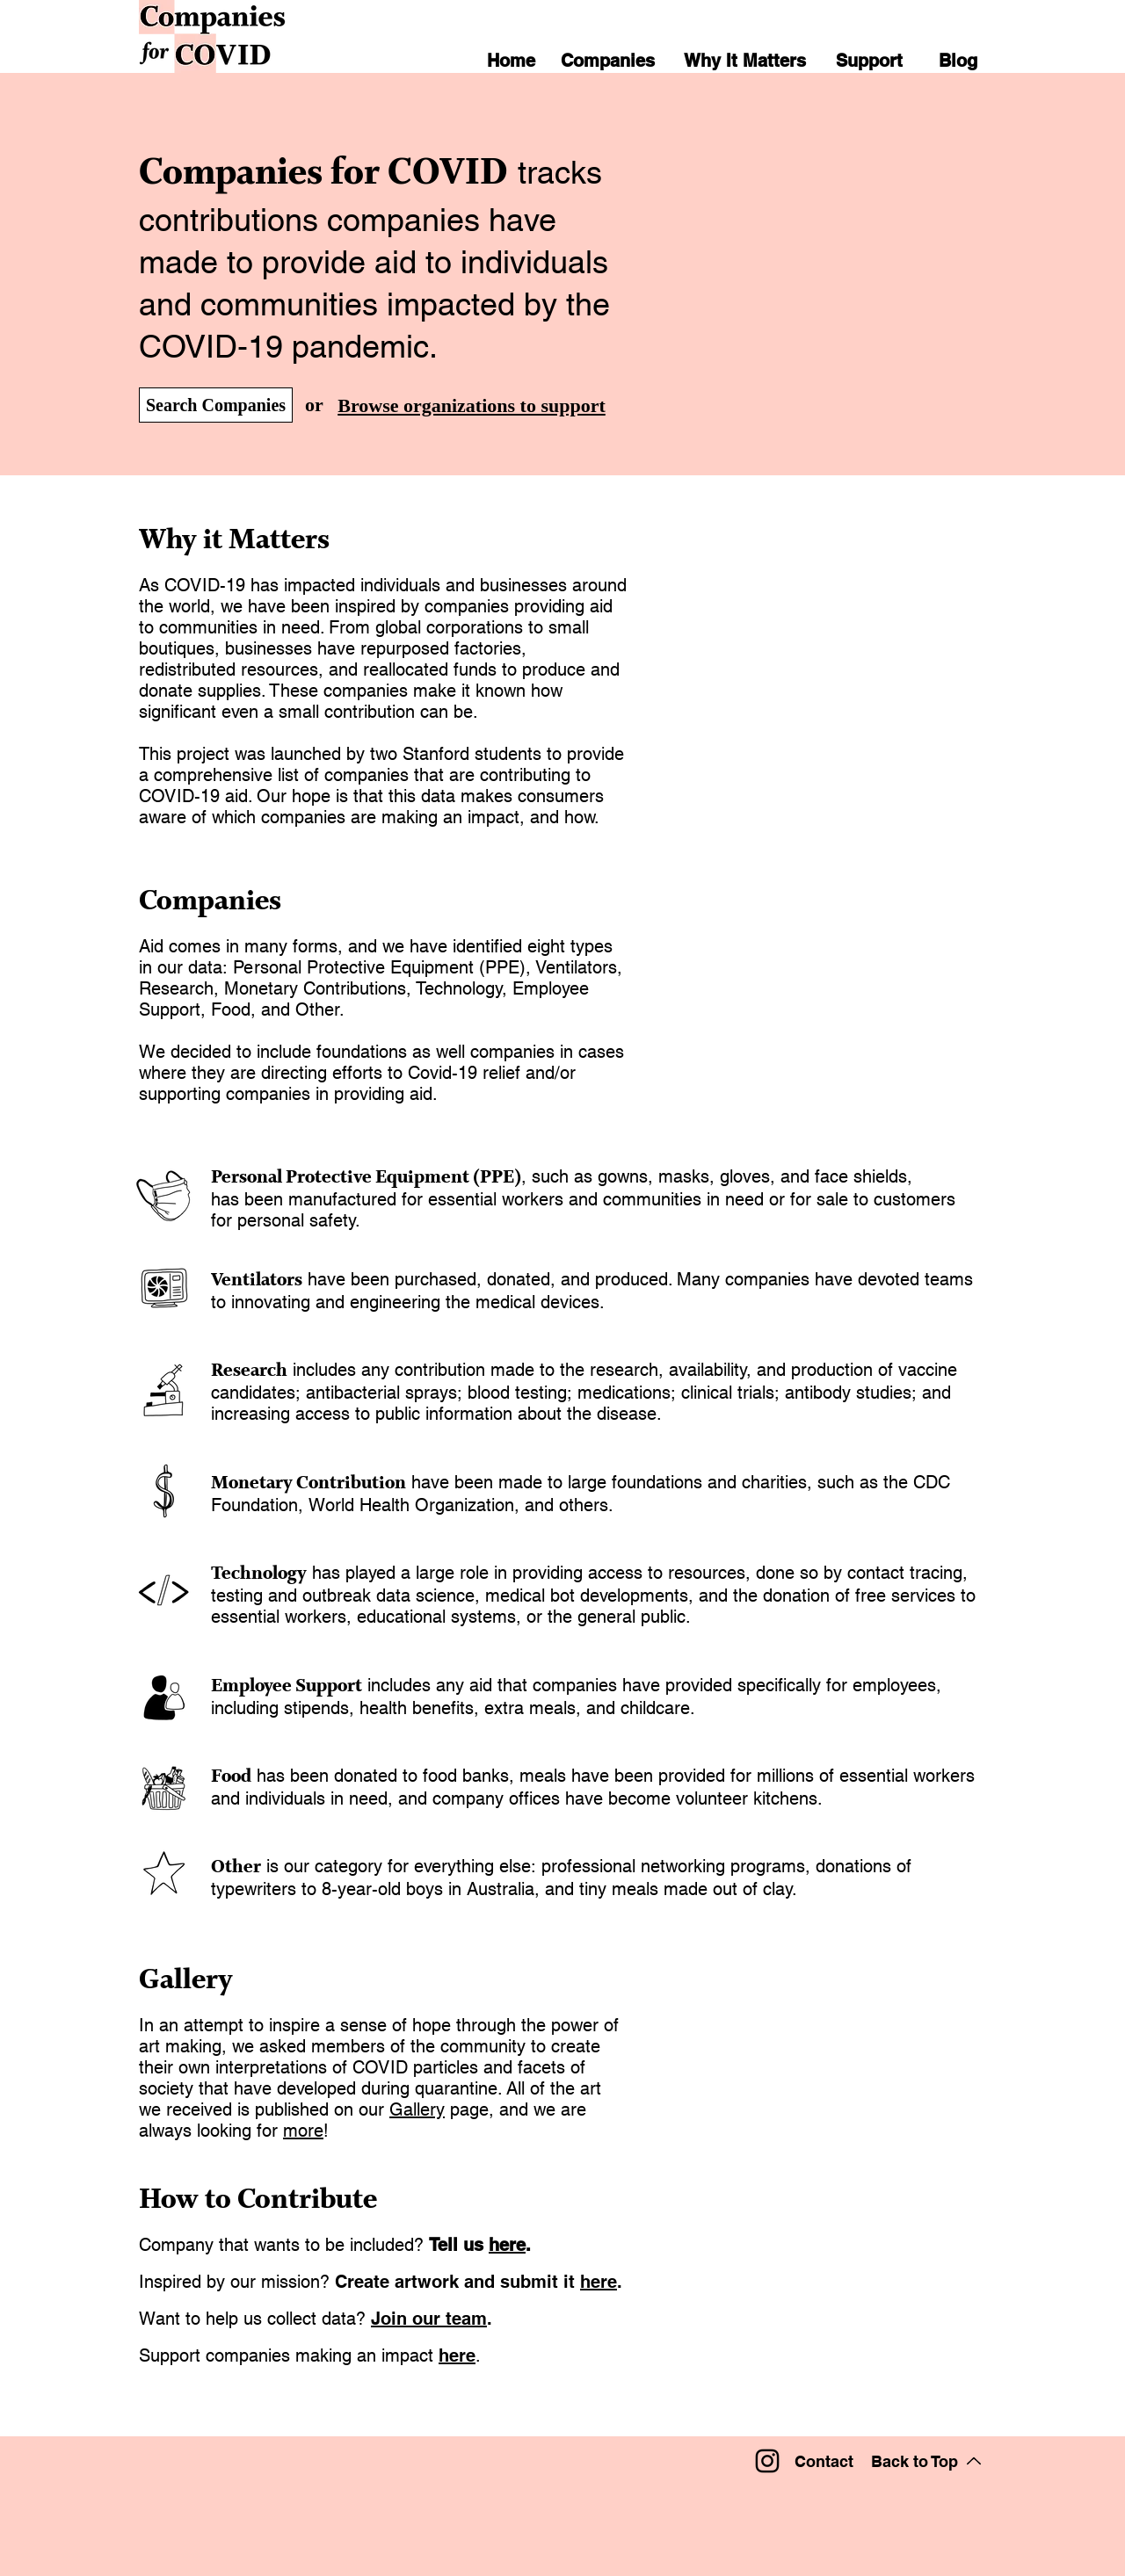 Companies
for COVID
Home Companies Why It Matters Support Blog
Companies for COVID tracks
contributions companies have
made to provide aid to individuals
and communities impacted by the
COVID-19 pandemic.
Search Companies or Browse organizations to support
Why it Matters
As COVID-19 has impacted individuals and businesses around
the world, we have been inspired by companies providing aid
to communities in need. From global corporations to small
boutiques, businesses have repurposed factories,
redistributed resources, and reallocated funds to produce and
donate supplies. These companies make it known how
significant even a small contribution can be.
This project was launched by two Stanford students to provide
a comprehensive list of companies that are contributing to
COVID-19 aid. Our hope is that this data makes consumers
aware of which companies are making an impact, and how.
Companies
Aid comes in many forms, and we have identified eight types
in our data: Personal Protective Equipment (PPE), Ventilators,
Research, Monetary Contributions, Technology, Employee
Support, Food, and Other.
We decided to include foundations as well companies in cases
where they are directing efforts to Covid-19 relief and/or
supporting companies in providing aid.
Personal Protective Equipment (PPE), such as gowns, masks, gloves, and face shields,
has been manufactured for essential workers and communities in need or for sale to customers
for personal safety.
Ventilators have been purchased, donated, and produced. Many companies have devoted teams
to innovating and engineering the medical devices.
Research includes any contribution made to the research, availability, and production of vaccine
candidates; antibacterial sprays; blood testing; medications; clinical trials; antibody studies; and
increasing access to public information about the disease.
Monetary Contribution have been made to large foundations and charities, such as the CDC
Foundation, World Health Organization, and others.
Technology has played a large role in providing access to resources, done so by contact tracing,
testing and outbreak data science, medical bot developments, and the donation of free services to
essential workers, educational systems, or the general public.
Employee Support includes any aid that companies have provided specifically for employees,
including stipends, health benefits, extra meals, and childcare.
Food has been donated to food banks, meals have been provided for millions of essential workers
and individuals in need, and company offices have become volunteer kitchens.
Other is our category for everything else: professional networking programs, donations of
typewriters to 8-year-old boys in Australia, and tiny meals made out of clay.
Gallery
In an attempt to inspire a sense of hope through the power of
art making, we asked members of the community to create
their own interpretations of COVID particles and facets of
society that have developed during quarantine. All of the art
we received is published on our Gallery page, and we are
always looking for more!
How to Contribute
Company that wants to be included? Tell us here.
Inspired by our mission? Create artwork and submit it here.
Want to help us collect data? Join our team.
Support companies making an impact here.
Contact Back to Top